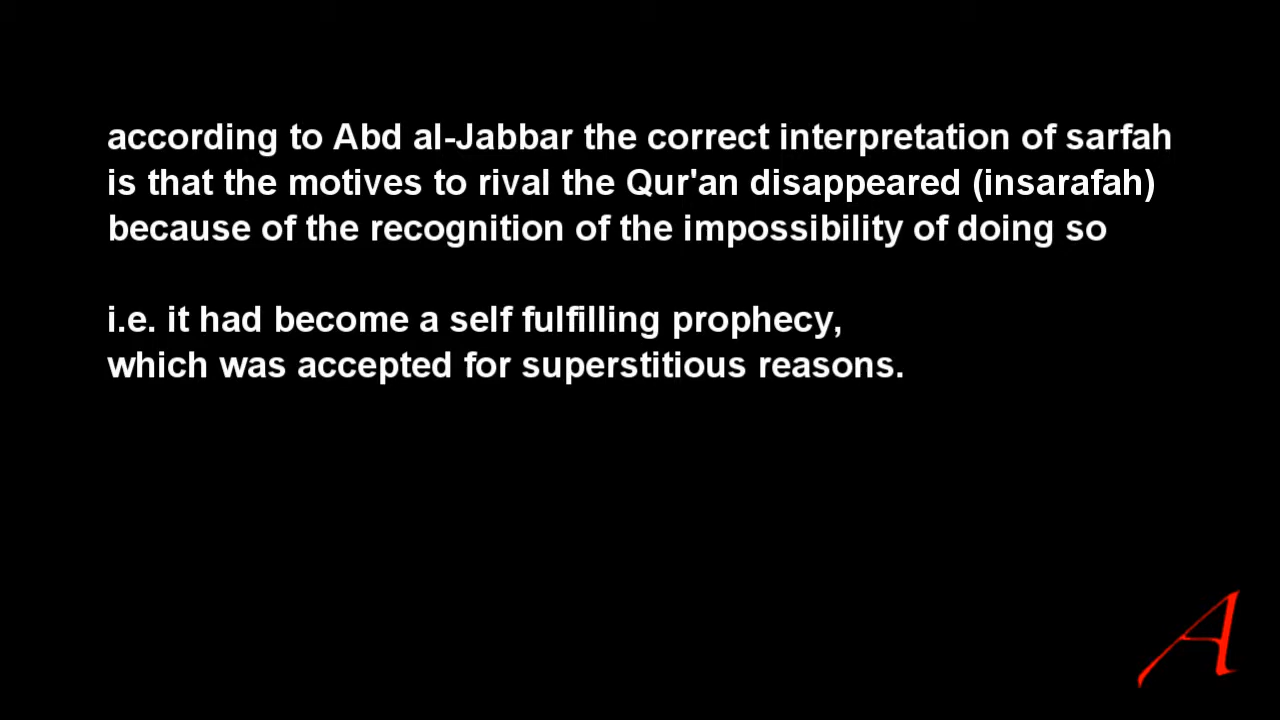 according to Abd al-Jabbar the correct interpretation of sarfah
is that the motives to rival the Qur'an disappeared (insarafah)
because of the recognition of the impossibility of doing so
i.e. it had become a self fulfilling prophecy,
which was accepted for superstitious reasons.
A